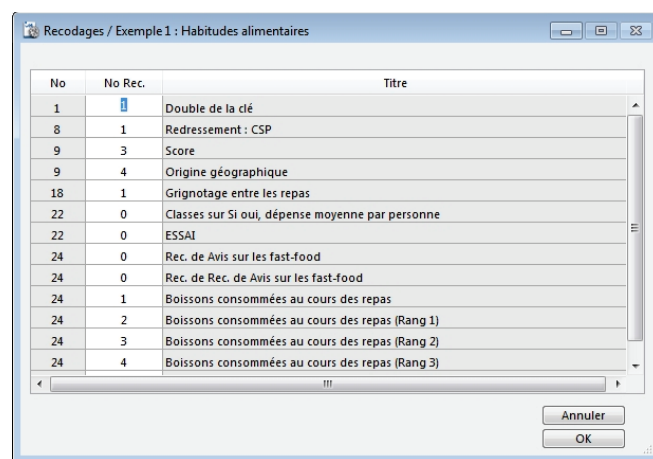 Recodages / Exemple 1 : Habitudes alimentaires
No No Rec. Titre
1 1 Double de la clé
8 1 Redressement : CSP
9 3 Score
9 4 Origine géographique
18 1 Grignotage entre les repas
22 0 Classes sur Si oui, dépense moyenne par personne
22 0 ESSAI
24 0 Rec. de Avis sur les fast-food
24 0 Rec. de Rec. de Avis sur les fast-food
24 1 Boissons consommées au cours des repas
24 2 Boissons consommées au cours des repas (Rang 1)
24 3 Boissons consommées au cours des repas (Rang 2)
24 4 Boissons consommées au cours des repas (Rang 3)
Annuler
OK